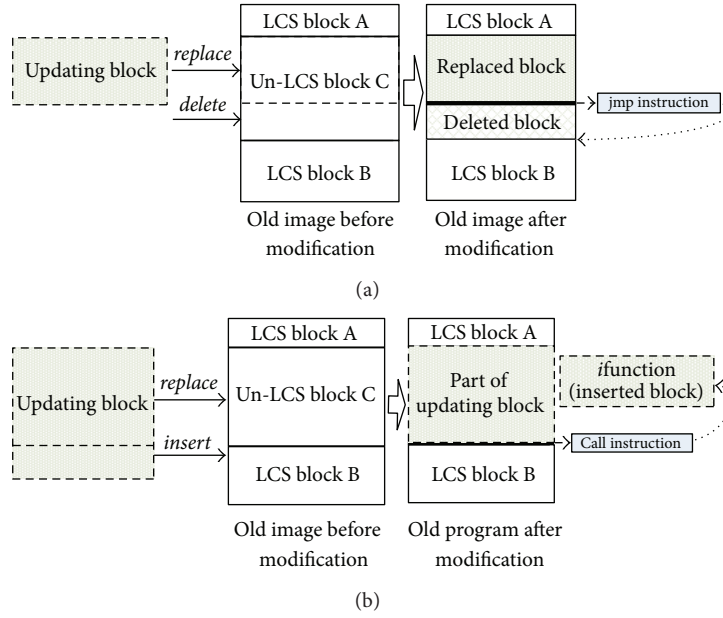 LCS block A
LCS block A
Updating block
replace
Un-LCS block C
Replaced block
delete
jmp instruction
Deleted block
LCS block B
LCS block B
Old image before
modification
Old image after
modification
(a)
LCS block A
LCS block A
Updating block
replace
Un-LCS block C
Part of
updating block
ifunction
(inserted block)
insert
Call instruction
LCS block B
LCS block B
Old image before
modification
Old program after
modification
(b)